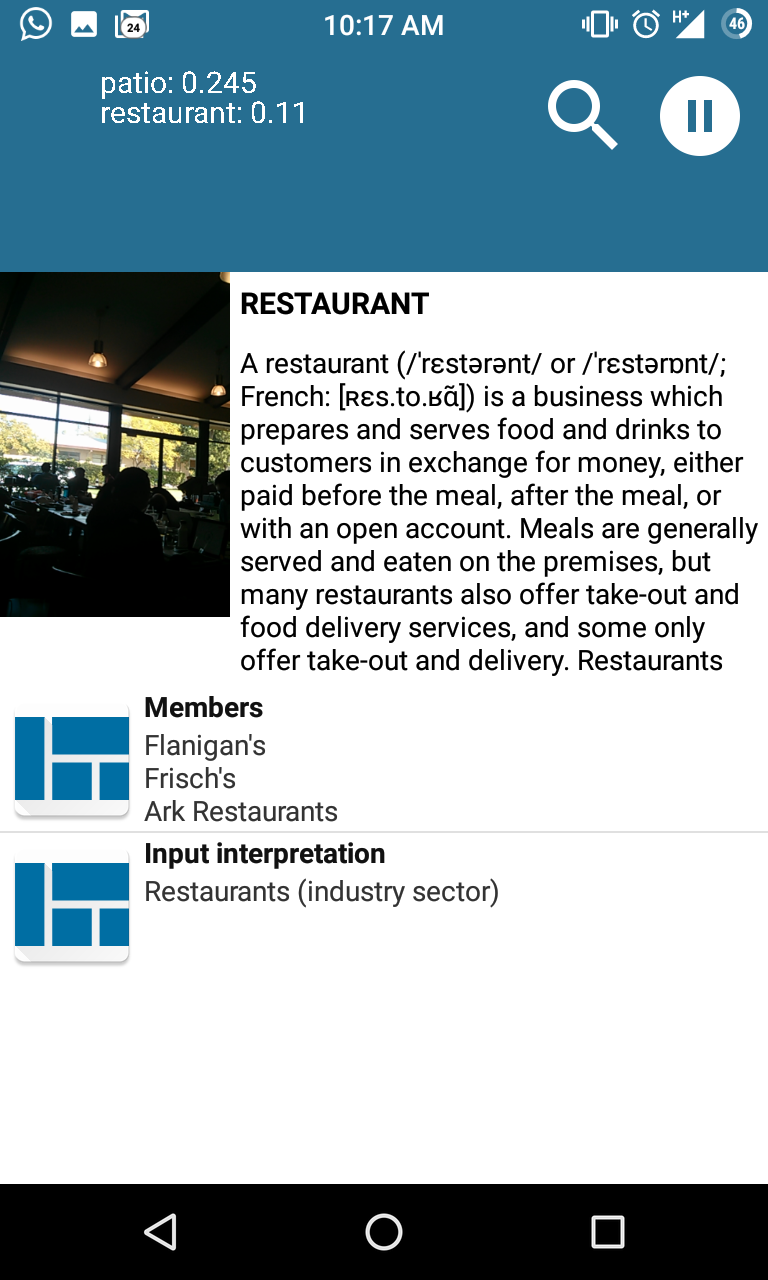 24
10:17 AM
H+
46
patio: 0.245
restaurant: 0.11
RESTAURANT
A restaurant (/ˈrɛstərənt/ or /ˈrɛstərɒnt/;
French: [ʀɛs.to.ʁɑ̃]) is a business which
prepares and serves food and drinks to
customers in exchange for money, either
paid before the meal, after the meal, or
with an open account. Meals are generally
served and eaten on the premises, but
many restaurants also offer take-out and
food delivery services, and some only
offer take-out and delivery. Restaurants
Members
Flanigan's
Frisch's
Ark Restaurants
Input interpretation
Restaurants (industry sector)